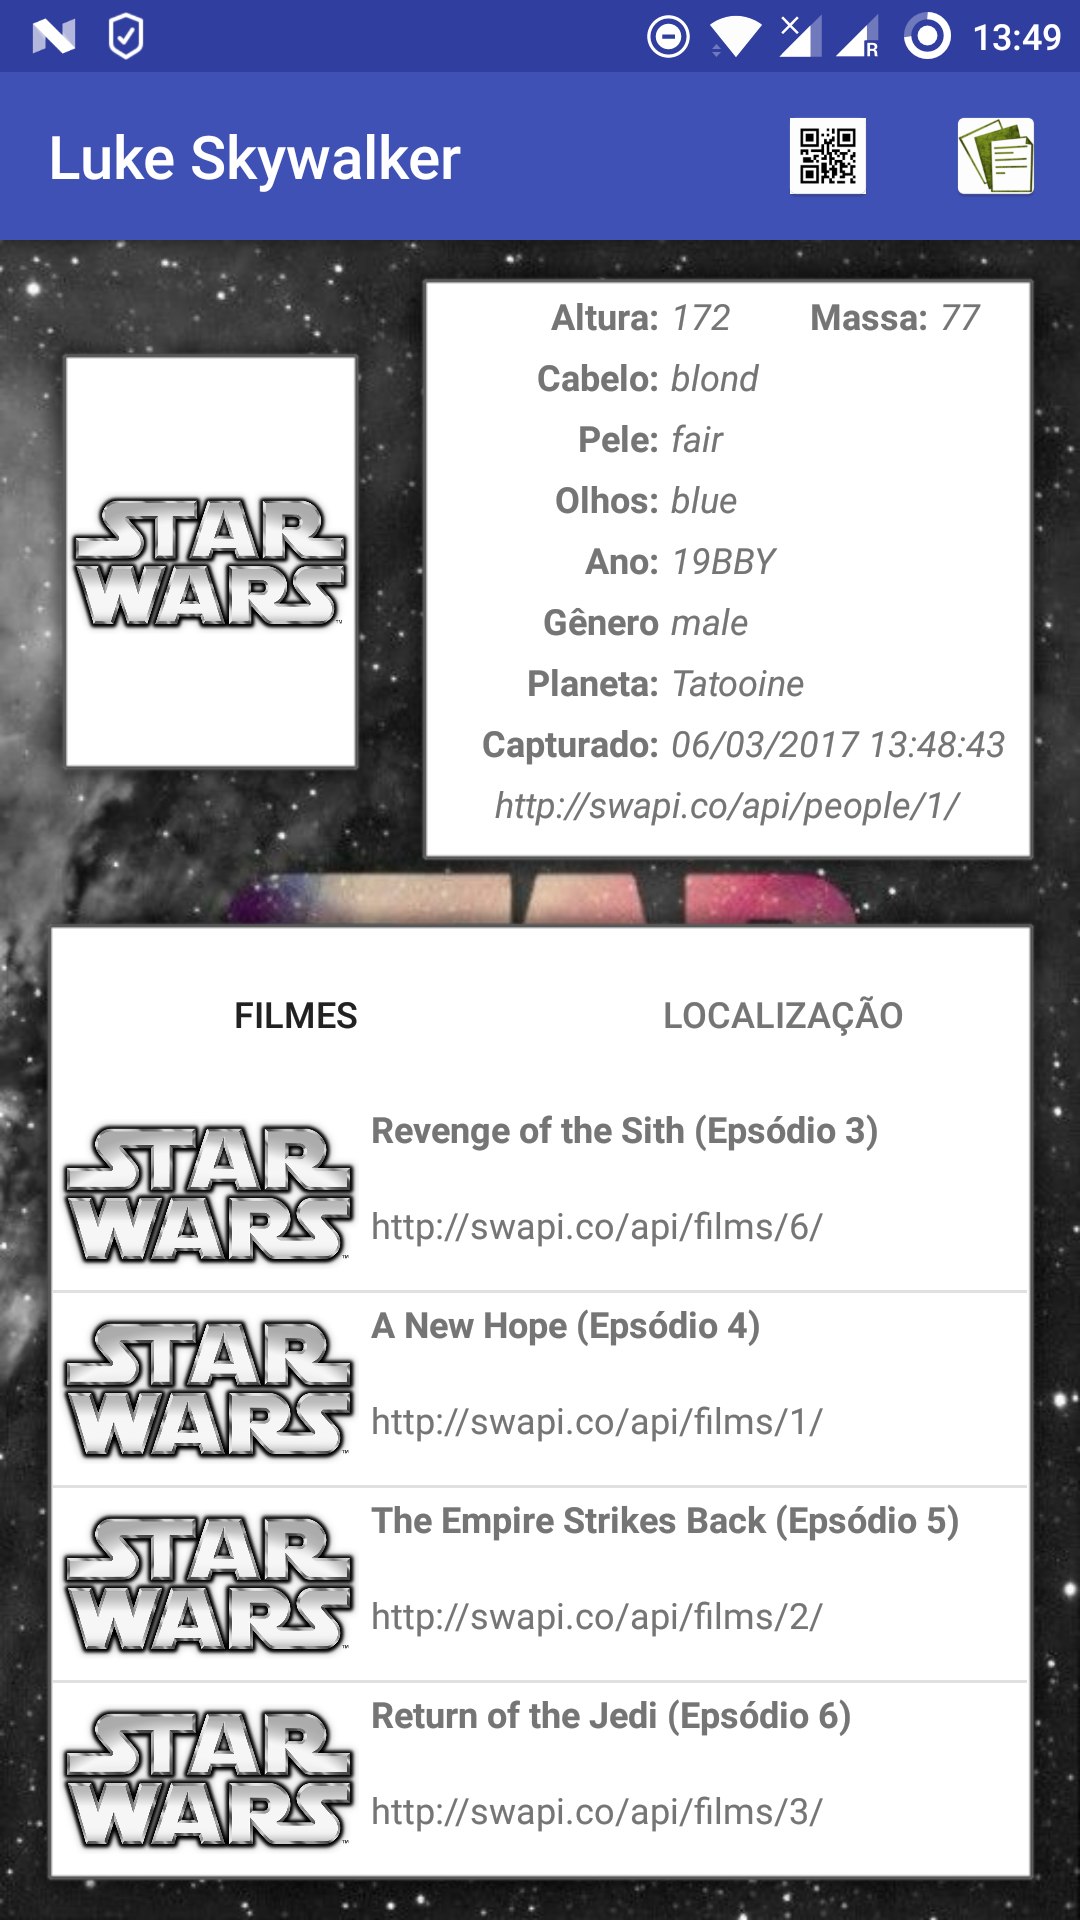 13:49
Luke Skywalker
Altura: 172 Massa: 77
Cabelo: blond
Pele: fair
Olhos: blue
Ano: 19BBY
Gênero male
Planeta: Tatooine
Capturado: 06/03/2017 13:48:43
http://swapi.co/api/people/1/
STAR
WARS
FILMES LOCALIZAÇÃO
STAR
WARS
Revenge of the Sith (Epsódio 3)
http://swapi.co/api/films/6/
STAR
WARS
A New Hope (Epsódio 4)
http://swapi.co/api/films/1/
STAR
WARS
The Empire Strikes Back (Epsódio 5)
http://swapi.co/api/films/2/
STAR
WARS
Return of the Jedi (Epsódio 6)
http://swapi.co/api/films/3/